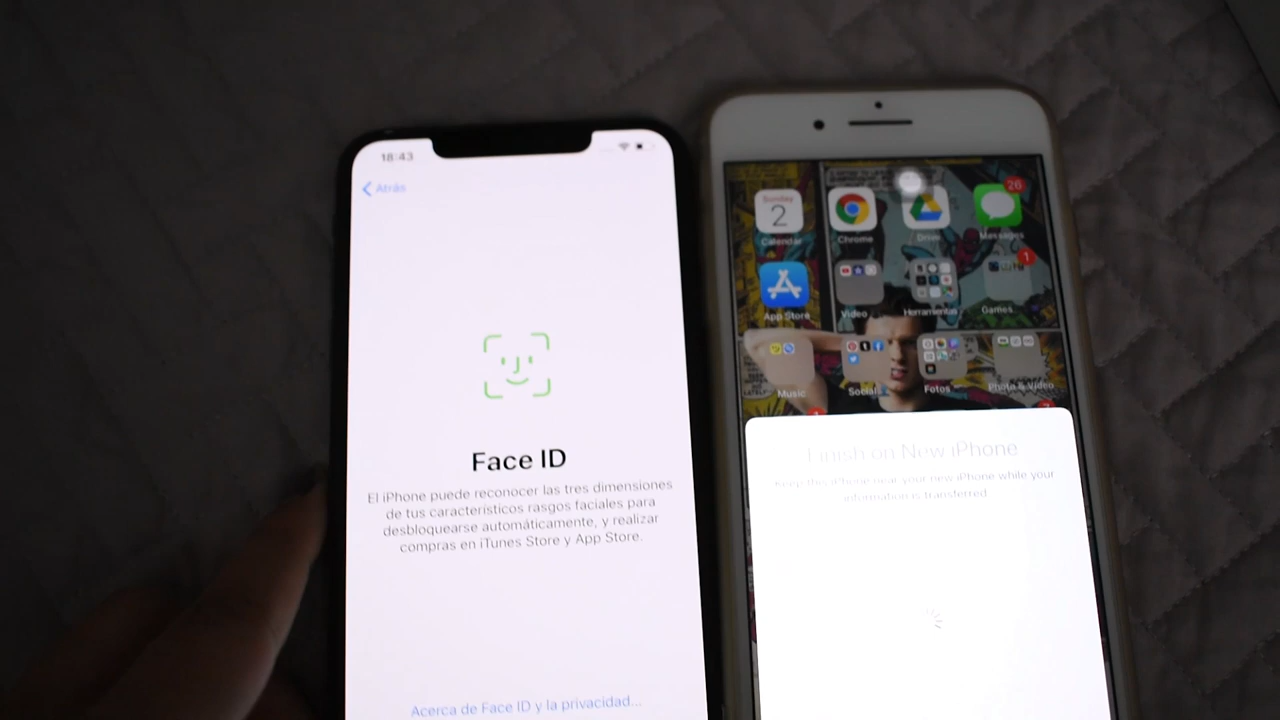 18:43
Atrás
Face ID
El iPhone puede reconocer las tres dimensiones
de tus característicos rasgos faciales para
desbloquearse automáticamente, y realizar
compras en iTunes Store y App Store.
Acerca de Face ID y la privacidad...
Sunday
2
26
Calendar
Chrome
Drive
Messages
1
App Store
Video
Herramientas
Games
Music
Social
Fotos
Photo & Video
Finish on New iPhone
Keep this iPhone near your new iPhone while your
information is transferred.